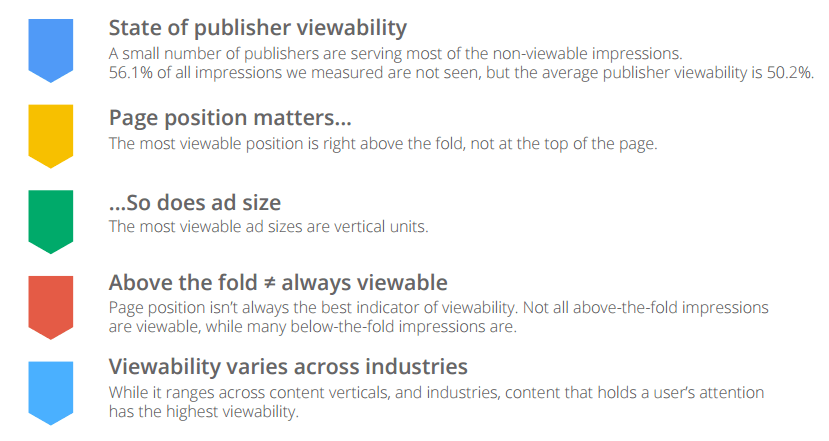 State of publisher viewability
A small number of publishers are serving most of the non-viewable impressions.
56.1% of all impressions we measured are not seen, but the average publisher viewability is 50.2%.
Page position matters...
The most viewable position is right above the fold, not at the top of the page.
...So does ad size
The most viewable ad sizes are vertical units.
Above the fold ≠ always viewable
Page position isn’t always the best indicator of viewability. Not all above-the-fold impressions
are viewable, while many below-the-fold impressions are.
Viewability varies across industries
While it ranges across content verticals, and industries, content that holds a user’s attention
has the highest viewability.